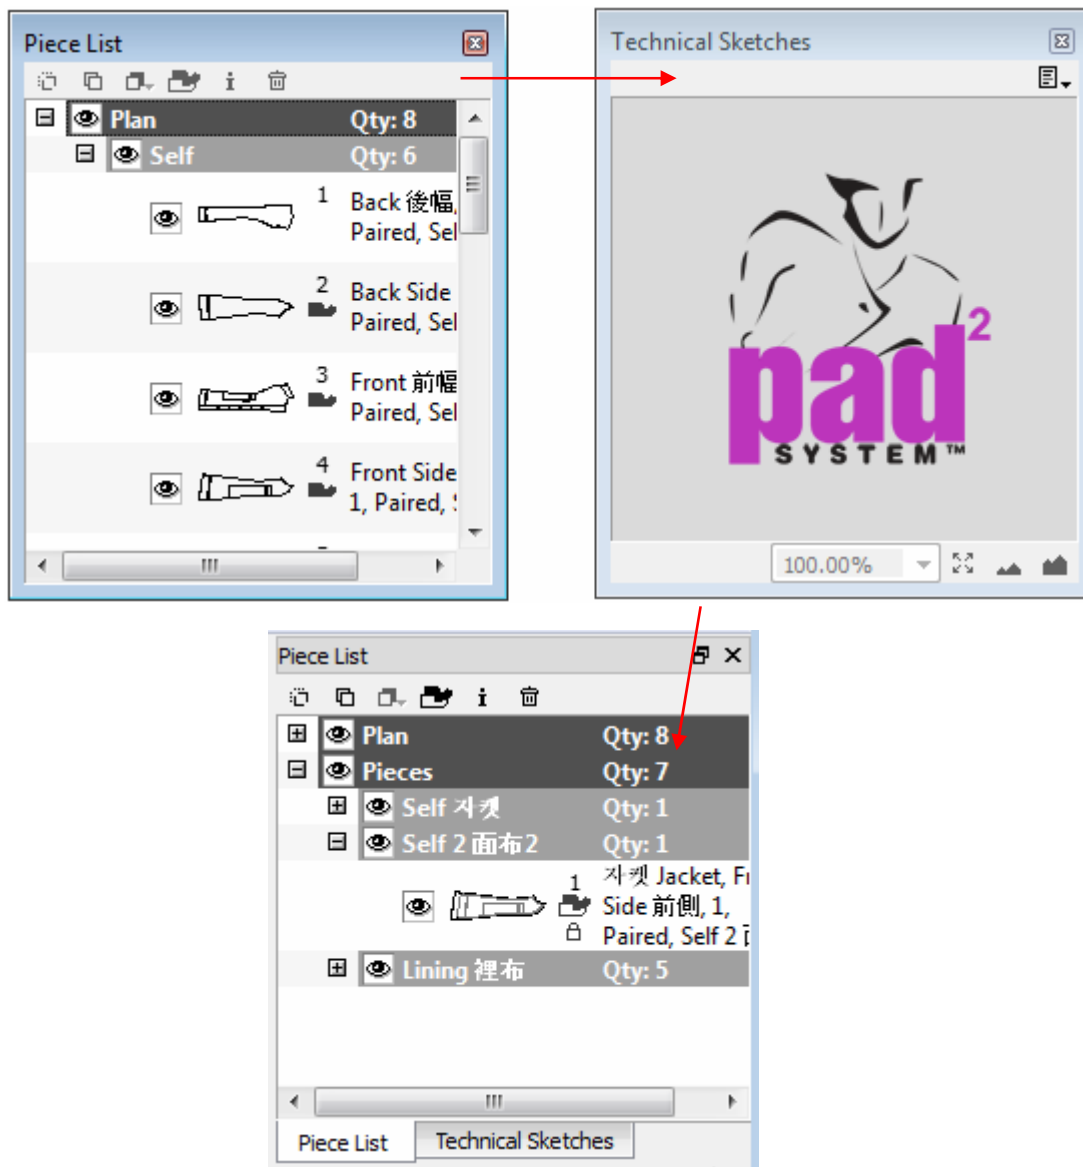 Piece List
Plan Qty: 8
Self Qty: 6
1 Back 後幅,
Paired, Sel
2 Back Side
Paired, Sel
3 Front 前幅
Paired, Sel
4 Front Side
1, Paired,
Technical Sketches
pad 2
SYSTEM™
100.00%
Piece List
Plan Qty: 8
Pieces Qty: 7
Self 자켓 Qty: 1
Self 2 面布2 Qty: 1
1 자켓 Jacket, Fr
Side 前側, 1,
Paired, Self 2
Lining 裡布 Qty: 5
Piece List Technical Sketches